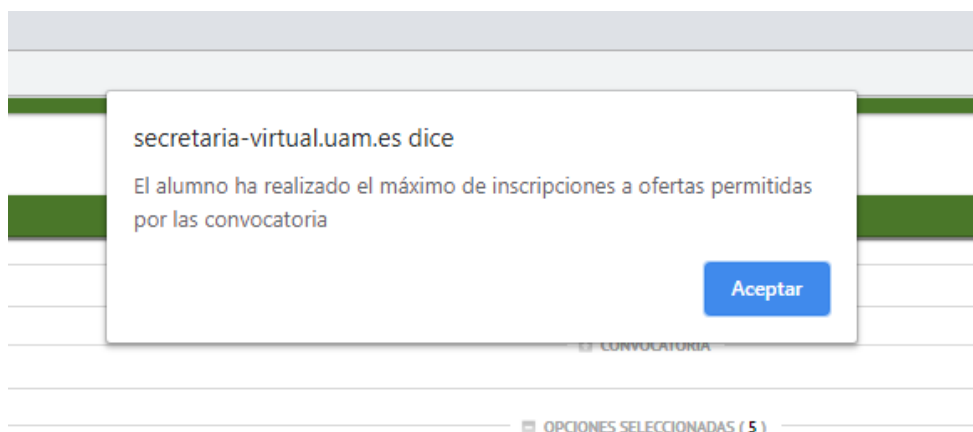 secretaria-virtual.uam.es dice
El alumno ha realizado el máximo de inscripciones a ofertas permitidas
por las convocatoria
Aceptar
CONVOCATORIA
OPCIONES SELECCIONADAS ( 5 )